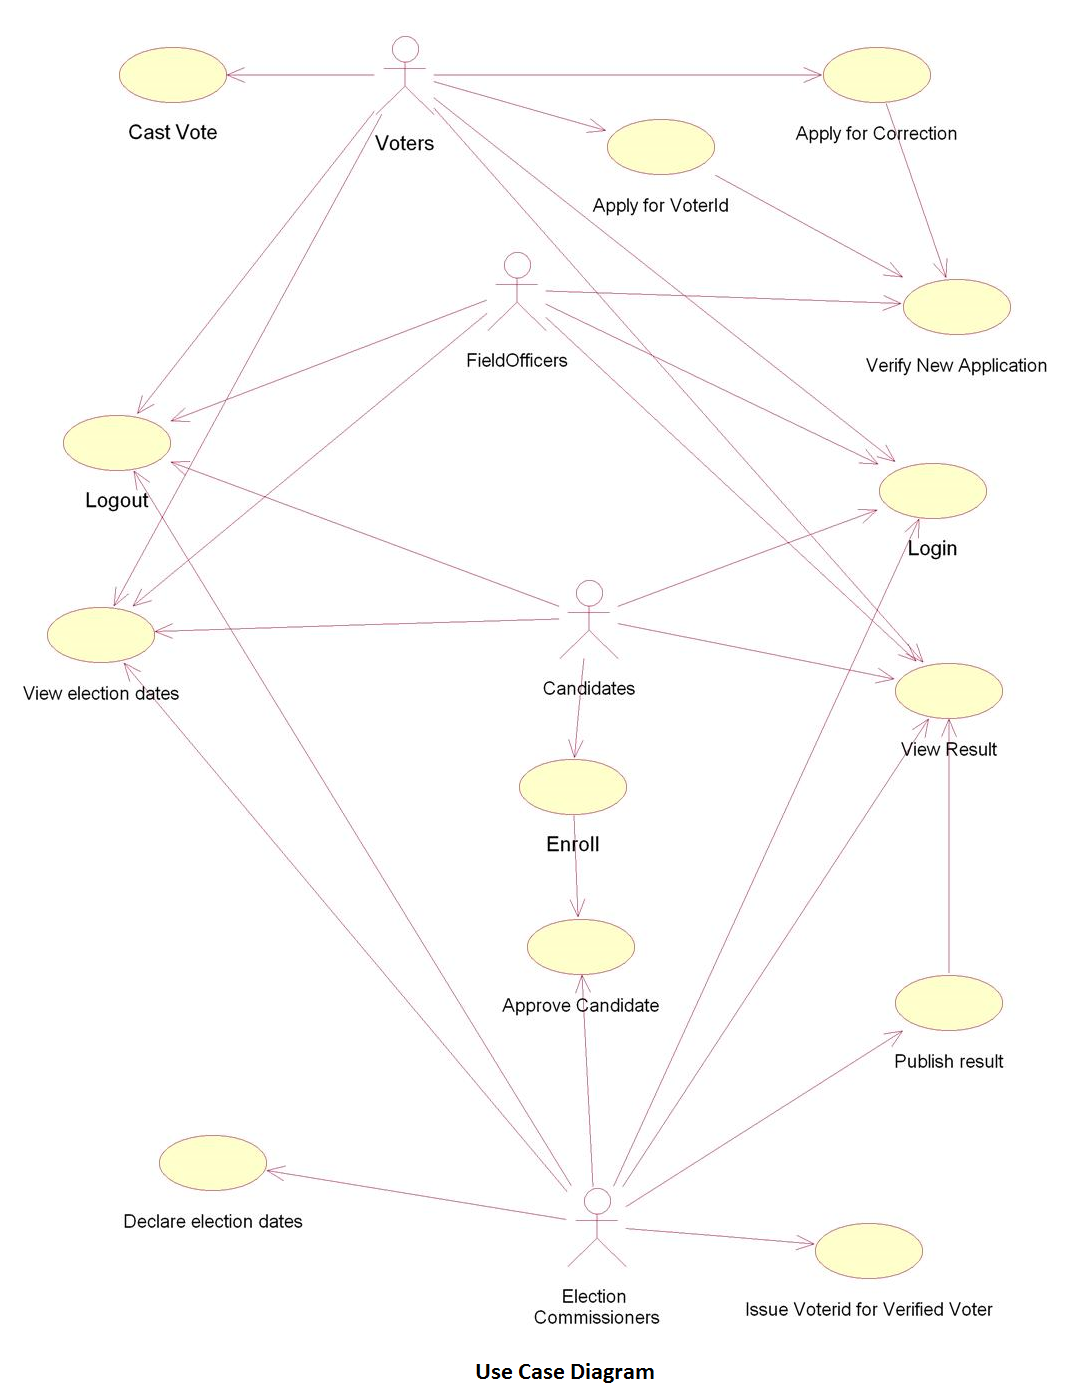 Cast Vote
Voters
Apply for Correction
Apply for VoterId
FieldOfficers
Verify New Application
Logout
Login
View election dates
Candidates
View Result
Enroll
Approve Candidate
Publish result
Declare election dates
Election
Commissioners
Issue Voterid for Verified Voter
Use Case Diagram